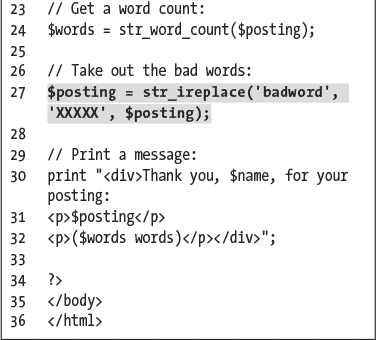 23 // Get a word count:
24 $words = str_word_count($posting);
25
26 // Take out the bad words:
27 $posting = str_ireplace('badword',
'XXXXX', $posting);
28
29 // Print a message:
30 print "<div>Thank you, $name, for your
posting:
31 <p>$posting</p>
32 <p>($words words)</p></div>";
33
34 ?>
35 </body>
36 </html>